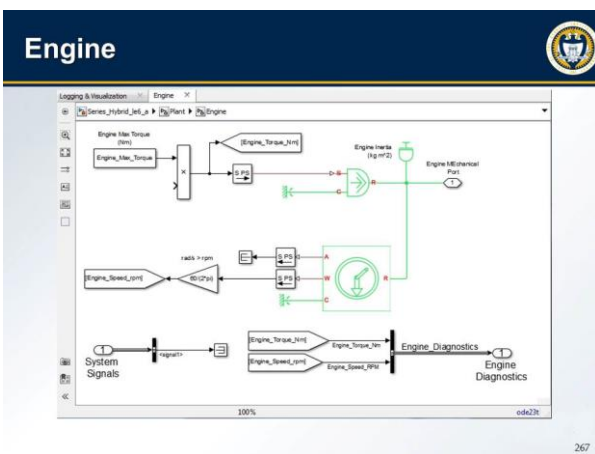 Engine
Logging & Visualization
Engine
Series_Hybrid_le6_a
Plant
Engine
Engine Max Torque
(Nm)
Engine_Max_Torque
×
[Engine_Torque_Nm]
S PS
S
R
C
Engine Inertia
(kg m^2)
Engine MEchanical
Port
1
rad/s > rpm
[Engine_Speed_rpm]
60/(2*pi)
S PS
S PS
A
W
C
R
1
System
Signals
<signal1>
[Engine_Torque_Nm]
Engine_Torque_Nm
[Engine_Speed_rpm]
Engine_Speed_RPM
Engine_Diagnostics
1
Engine
Diagnostics
100%
ode23t
267